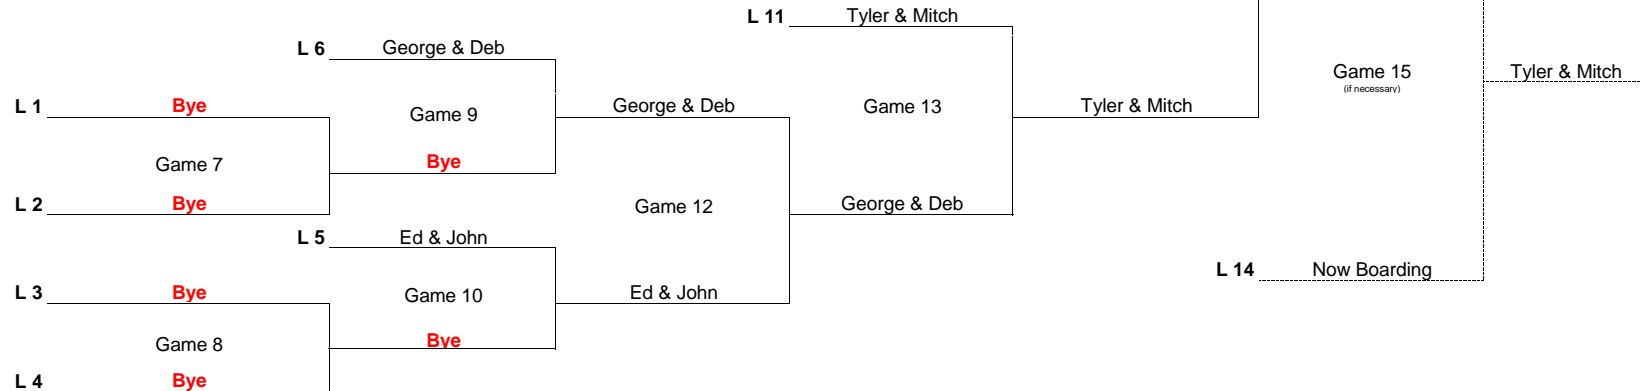 L 11 Tyler & Mitch
L 6 George & Deb
Game 15 Tyler & Mitch
(if necessary)
L 1 Bye George & Deb Game 13 Tyler & Mitch
Game 9
Game 7 Bye
L 2 Bye Game 12 George & Deb
L 5 Ed & John
L 14 Now Boarding
L 3 Bye Game 10 Ed & John
Game 8 Bye
L 4 Bye